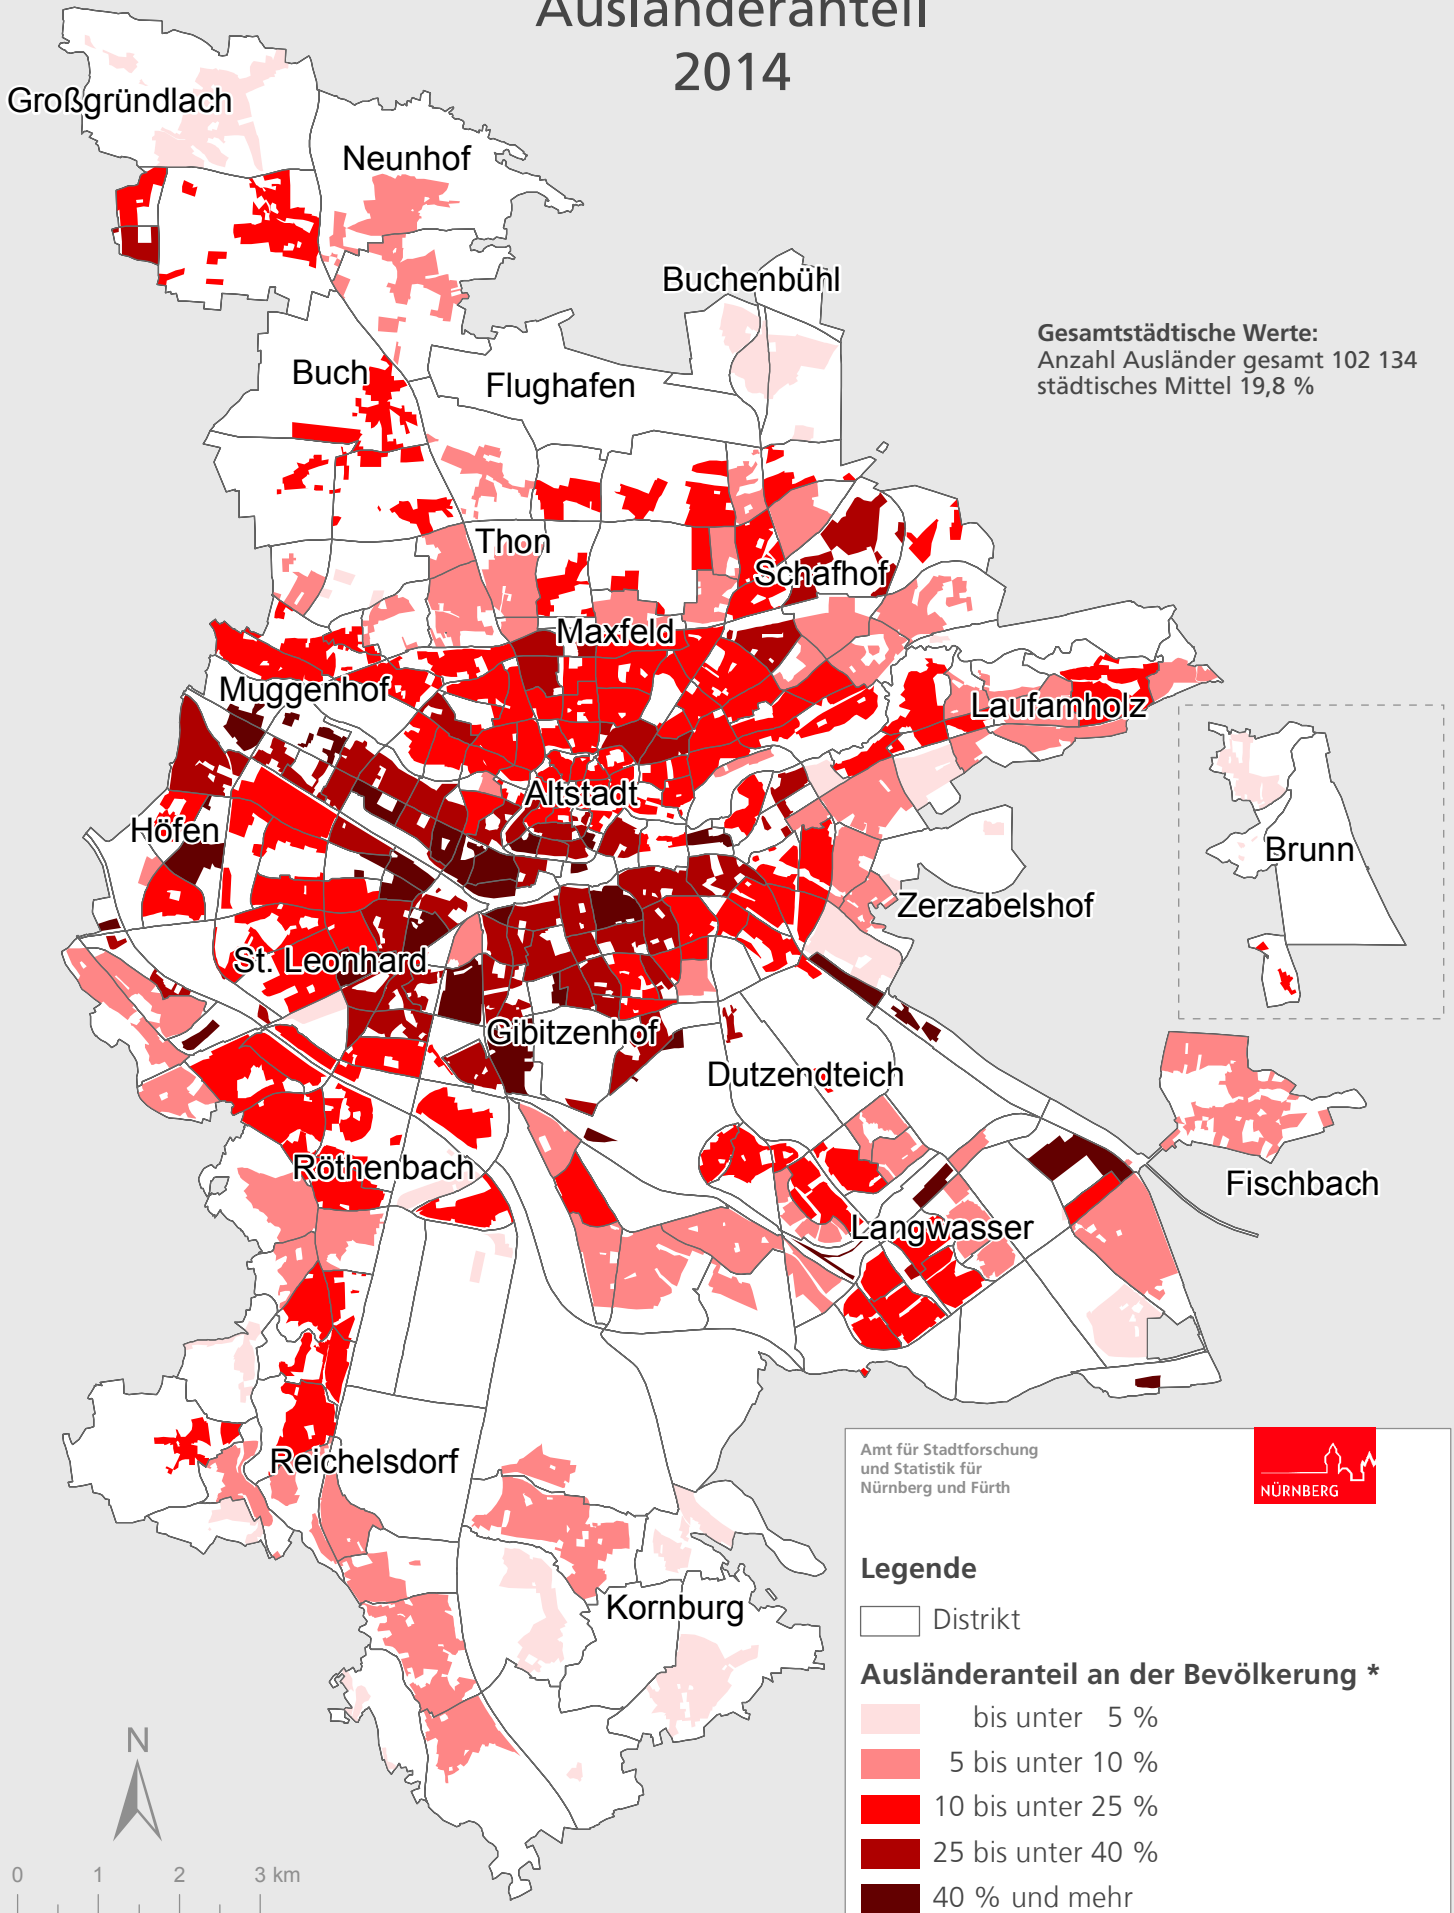 Ausländeranteil
2014
Großgründlach
Neunhof
Buchenbühl
Gesamtstädtische Werte:
Anzahl Ausländer gesamt 102 134
städtisches Mittel 19,8 %
Buch
Flughafen
Thon
Schafhof
Maxfeld
Muggenhof
Laufamholz
Altstadt
Höfen
Brunn
Zerzabelshof
St. Leonhard
Gibitzenhof
Dutzendteich
Röthenbach
Fischbach
Langwasser
Reichelsdorf
Kornburg
Amt für Stadtforschung
und Statistik für
Nürnberg und Fürth
NÜRNBERG
Legende
Distrikt
Ausländeranteil an der Bevölkerung *
bis unter 5 %
5 bis unter 10 %
10 bis unter 25 %
25 bis unter 40 %
40 % und mehr
N
0 1 2 3 km